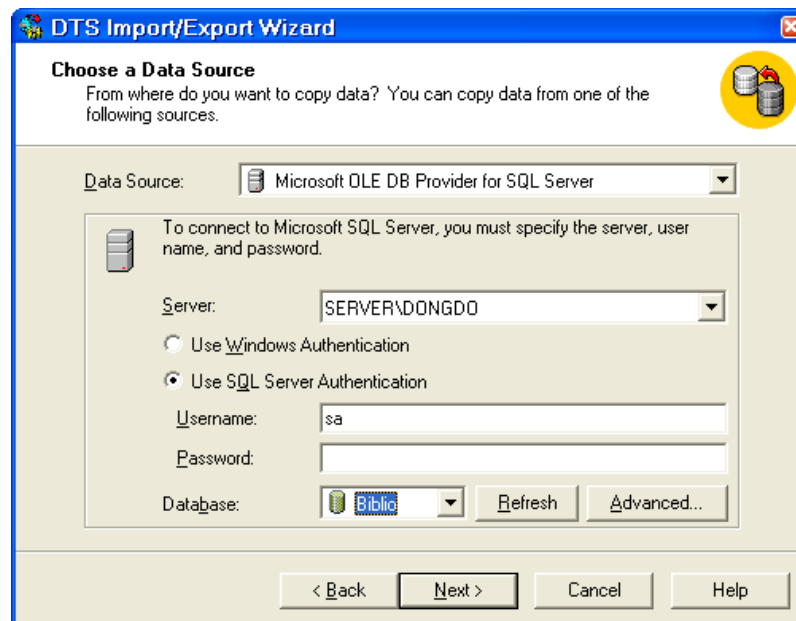 DTS Import/Export Wizard
Choose a Data Source
From where do you want to copy data? You can copy data from one of the
following sources.
Data Source: Microsoft OLE DB Provider for SQL Server
To connect to Microsoft SQL Server, you must specify the server, user
name, and password.
Server: SERVER\DONGDO
Use Windows Authentication
Use SQL Server Authentication
Username: sa
Password:
Database: Biblio Refresh Advanced...
< Back Next > Cancel Help